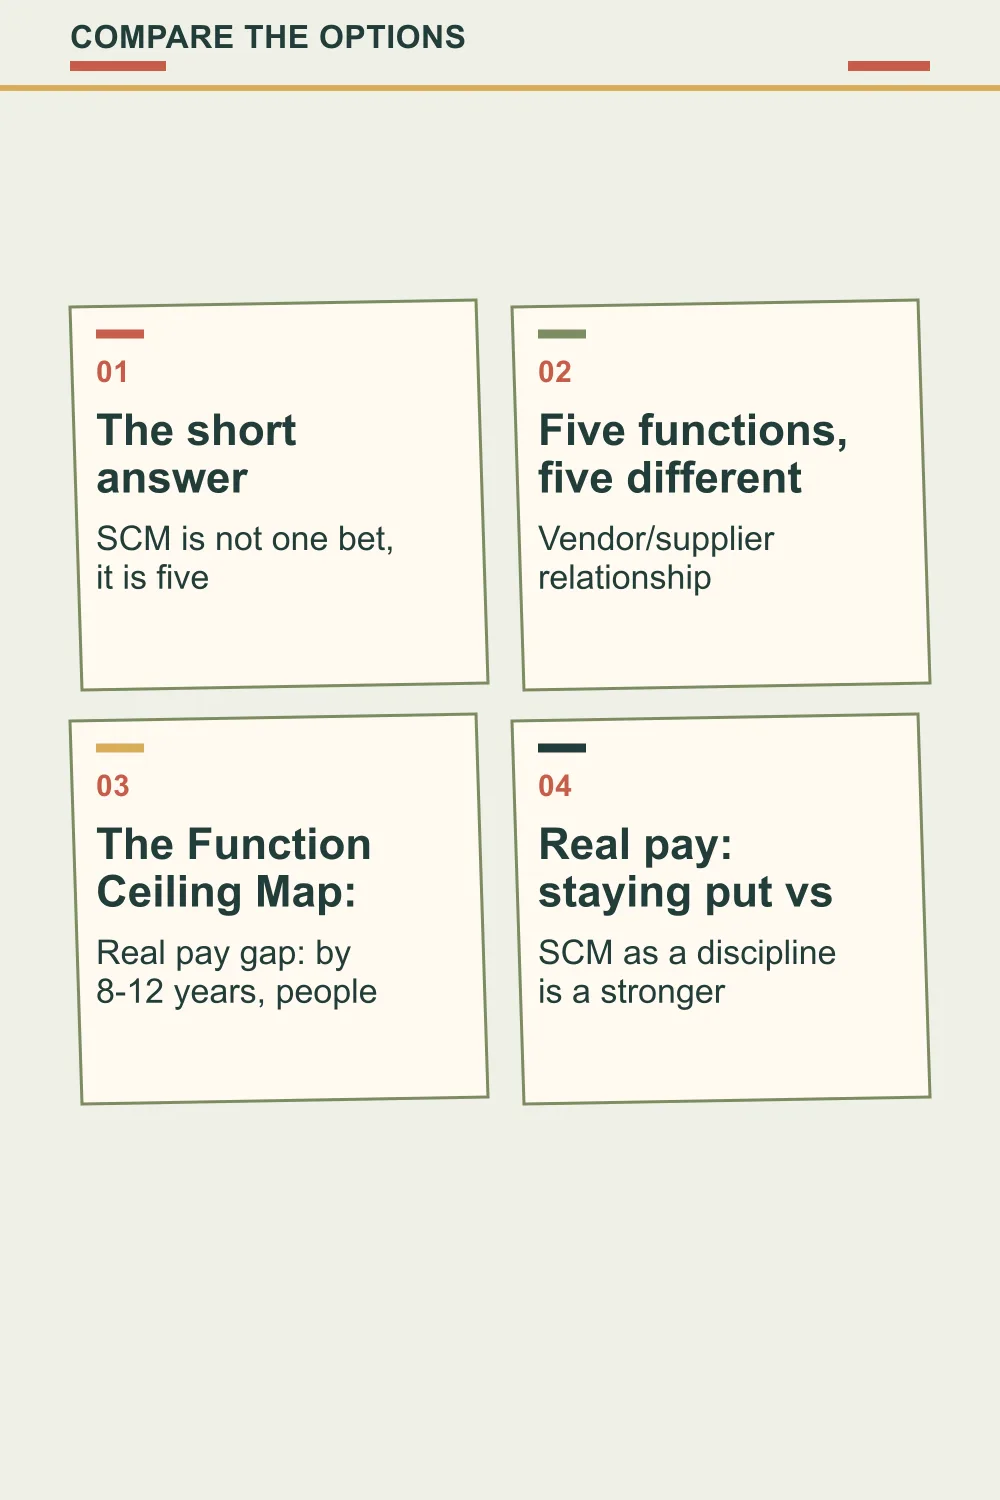 COMPARE THE OPTIONS
01
The short
answer
SCM is not one bet,
it is five
02
Five functions,
five different
Vendor/supplier
relationship
03
The Function
Ceiling Map:
Real pay gap: by
8-12 years, people
04
Real pay:
staying put vs
SCM as a discipline
is a stronger